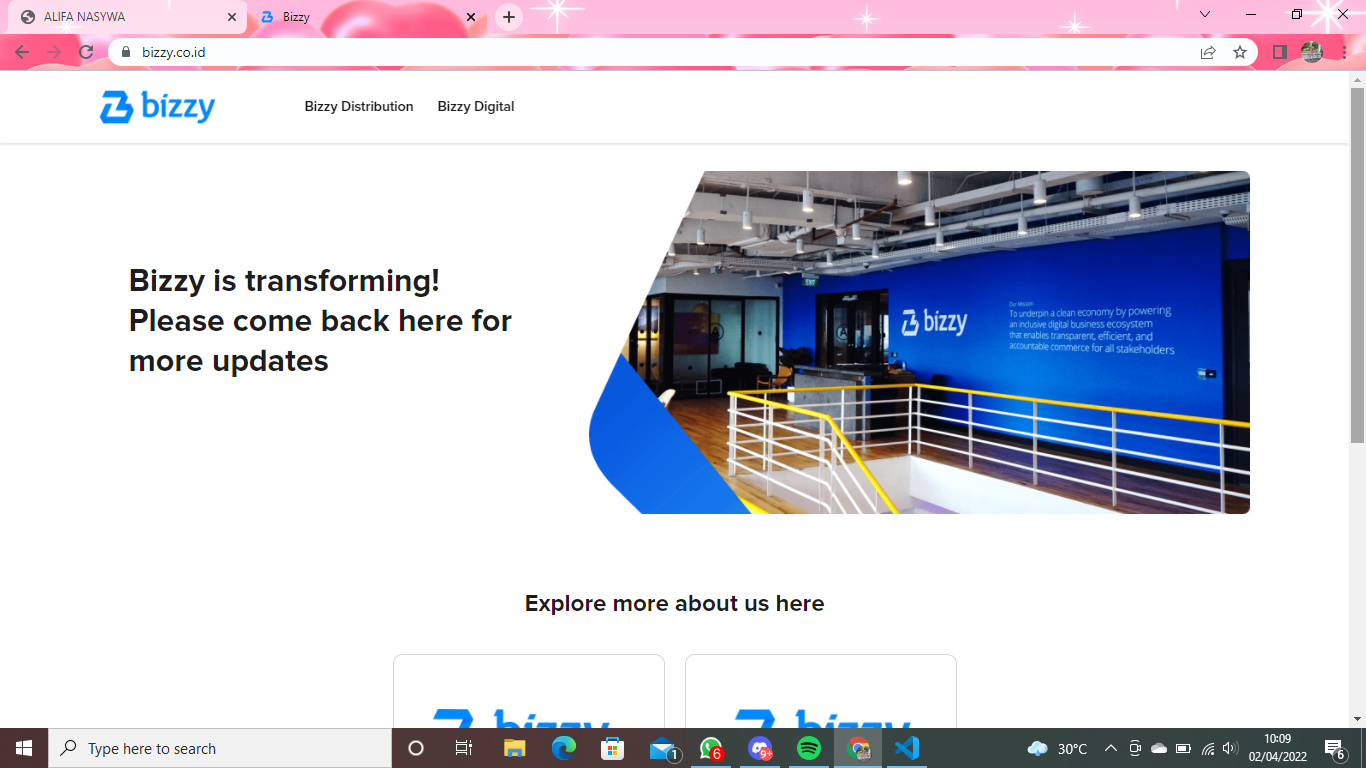 ALIFA NASYWA
Bizzy
bizzy.co.id
bizzy
Bizzy Distribution
Bizzy Digital
Bizzy is transforming!
Please come back here for
more updates
EXIT
bizzy
Our Mission
To underpin a clean economy by powering
an inclusive digital business ecosystem
that enables transparent, efficient, and
accountable commerce for all stakeholders
Explore more about us here
bizzy
bizzy
Type here to search
1
6
9+
30°C
10:09
02/04/2022
6